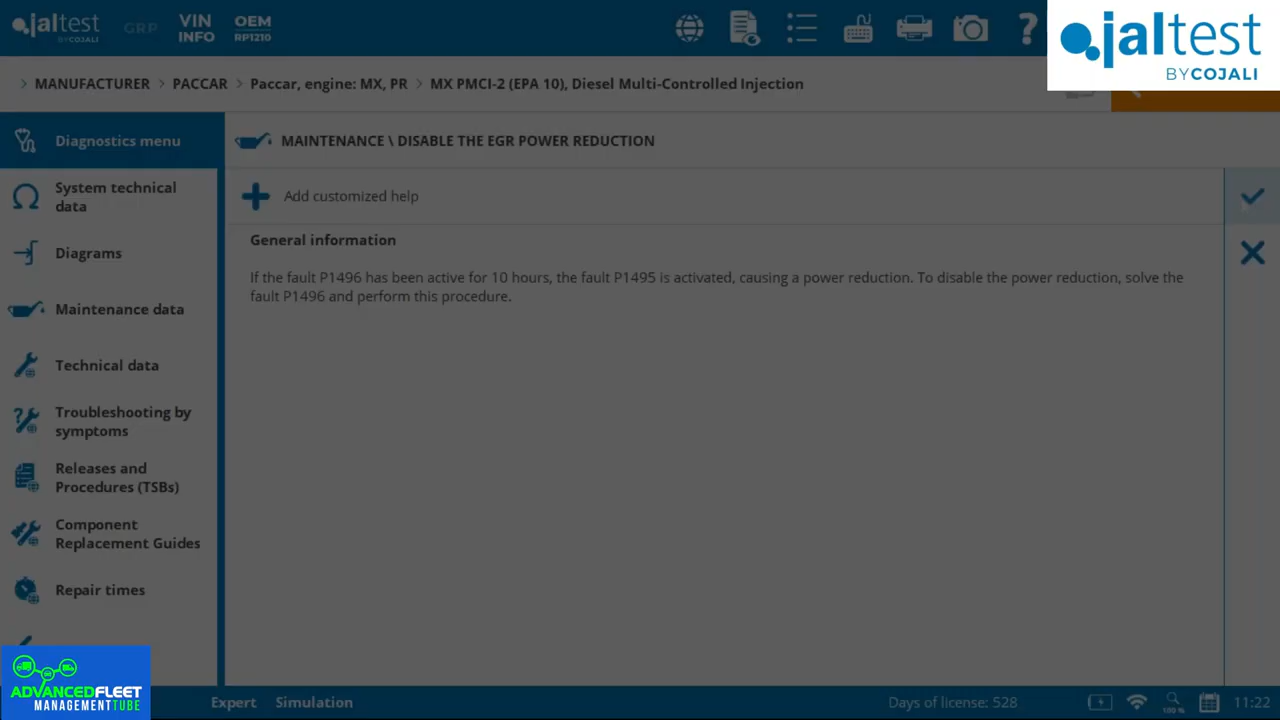 jaltest
BY COJALI
GRP
VIN
INFO
OEM
RP1210
?
jaltest
BYCOJALI
> MANUFACTURER > PACCAR > Paccar, engine: MX, PR > MX PMCI-2 (EPA 10), Diesel Multi-Controlled Injection
Diagnostics menu
MAINTENANCE \ DISABLE THE EGR POWER REDUCTION
System technical
data
Add customized help
Diagrams
General information
If the fault P1496 has been active for 10 hours, the fault P1495 is activated, causing a power reduction. To disable the power reduction, solve the
fault P1496 and perform this procedure.
Maintenance data
Technical data
Troubleshooting by
symptoms
Releases and
Procedures (TSBs)
Component
Replacement Guides
Repair times
ADVANCEDFLEET
MANAGEMENTTUBE
Expert
Simulation
Days of license: 528
100 %
11:22